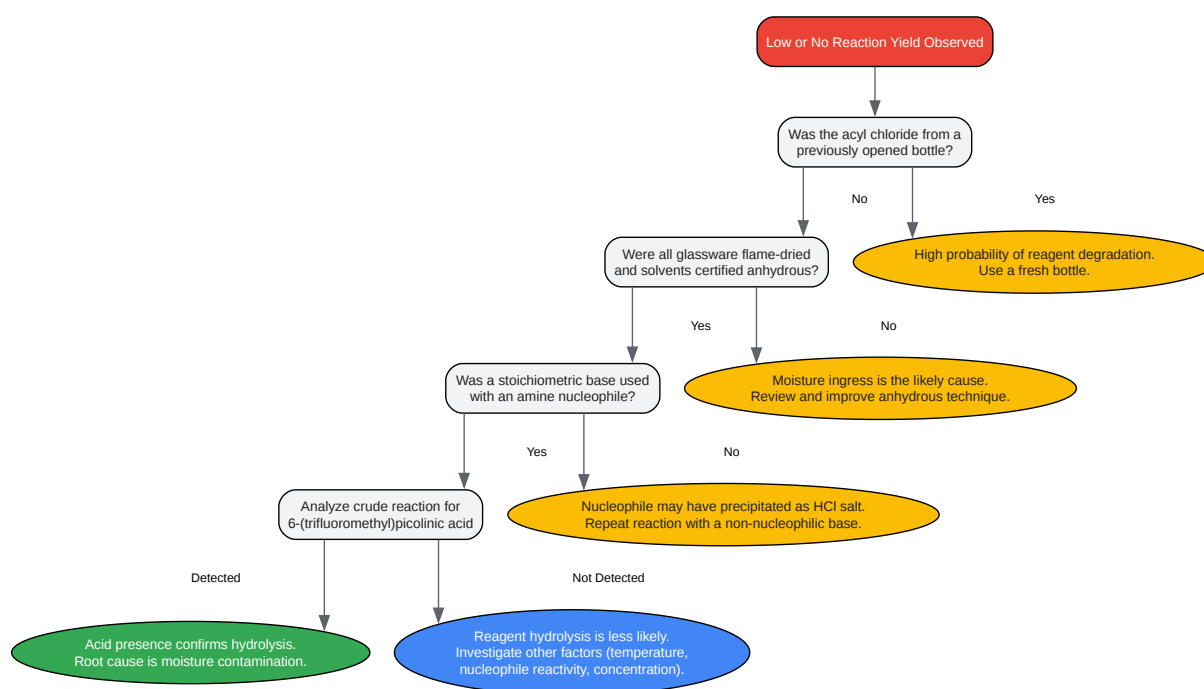 Low or No Reaction Yield Observed
Was the acyl chloride from a
previously opened bottle?
No
Yes
Were all glassware flame-dried
and solvents certified anhydrous?
High probability of reagent degradation.
Use a fresh bottle.
Yes
No
Was a stoichiometric base used
with an amine nucleophile?
Moisture ingress is the likely cause.
Review and improve anhydrous technique.
Yes
No
Analyze crude reaction for
6-(trifluoromethyl)picolinic acid
Nucleophile may have precipitated as HCl salt.
Repeat reaction with a non-nucleophilic base.
Detected
Not Detected
Acid presence confirms hydrolysis.
Root cause is moisture contamination.
Reagent hydrolysis is less likely.
Investigate other factors (temperature,
nucleophile reactivity, concentration).